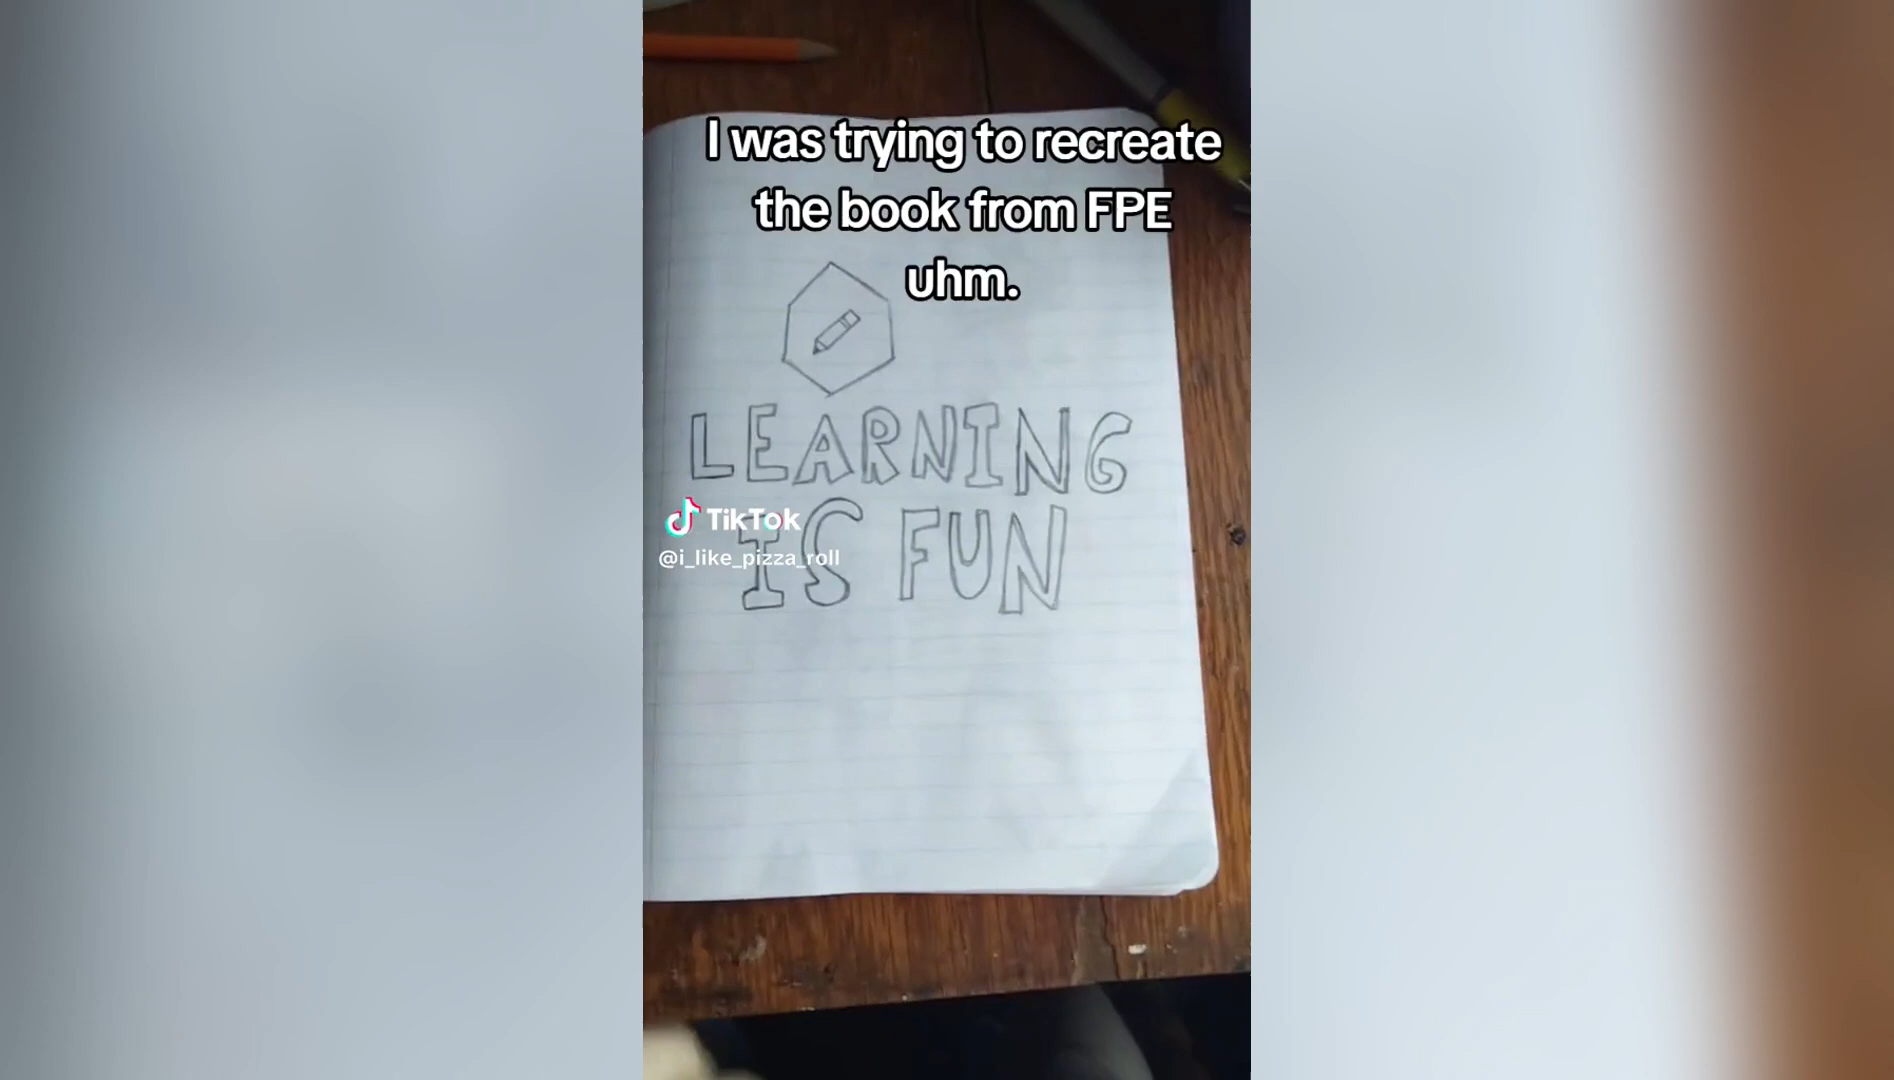 I was trying to recreate
the book from FPE
uhm.
LEARNING
IS FUN
TikTok
@i_like_pizza_roll